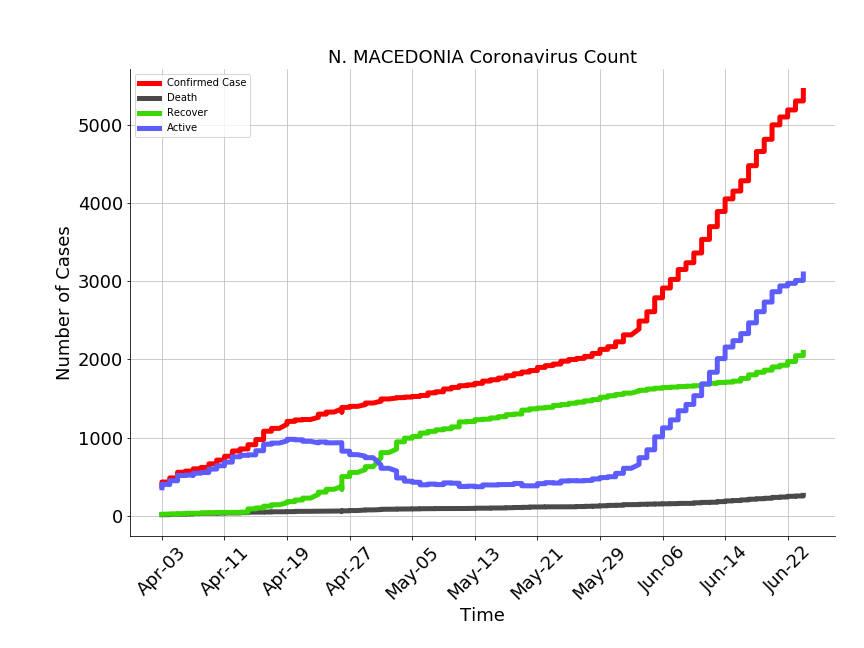 N. MACEDONIA Coronavirus Count
Confirmed Case
Death
Recover
Active
Number of Cases
5000
4000
3000
2000
1000
0
Apr-03
Apr-11
Apr-19
Apr-27
May-05
May-13
May-21
May-29
Jun-06
Jun-14
Jun-22
Time